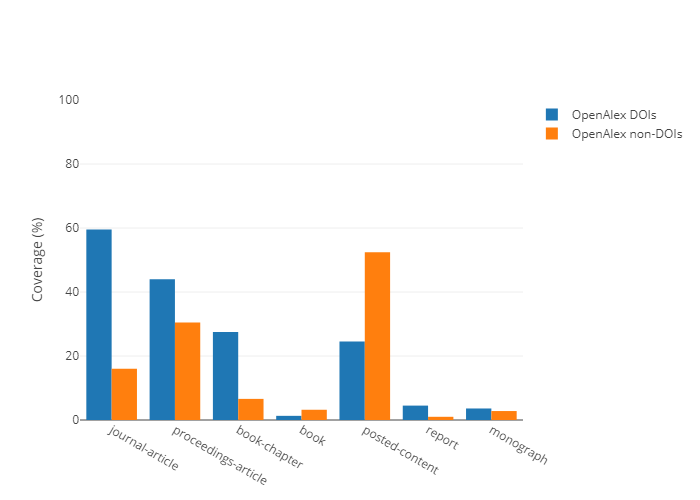 100
80
60
40
20
0
Coverage (%)
journal-article
proceedings-article
book-chapter
book
posted-content
report
monograph
OpenAlex DOIs
OpenAlex non-DOIs